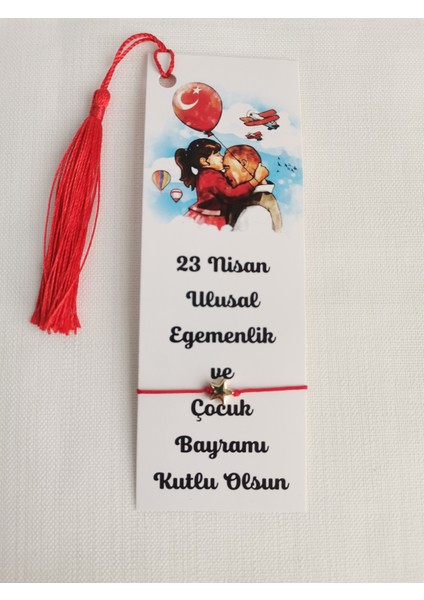 23 Nisan
Ulusal
Egemenlik
ve
Çocuk
Bayramı
Kutlu Olsun